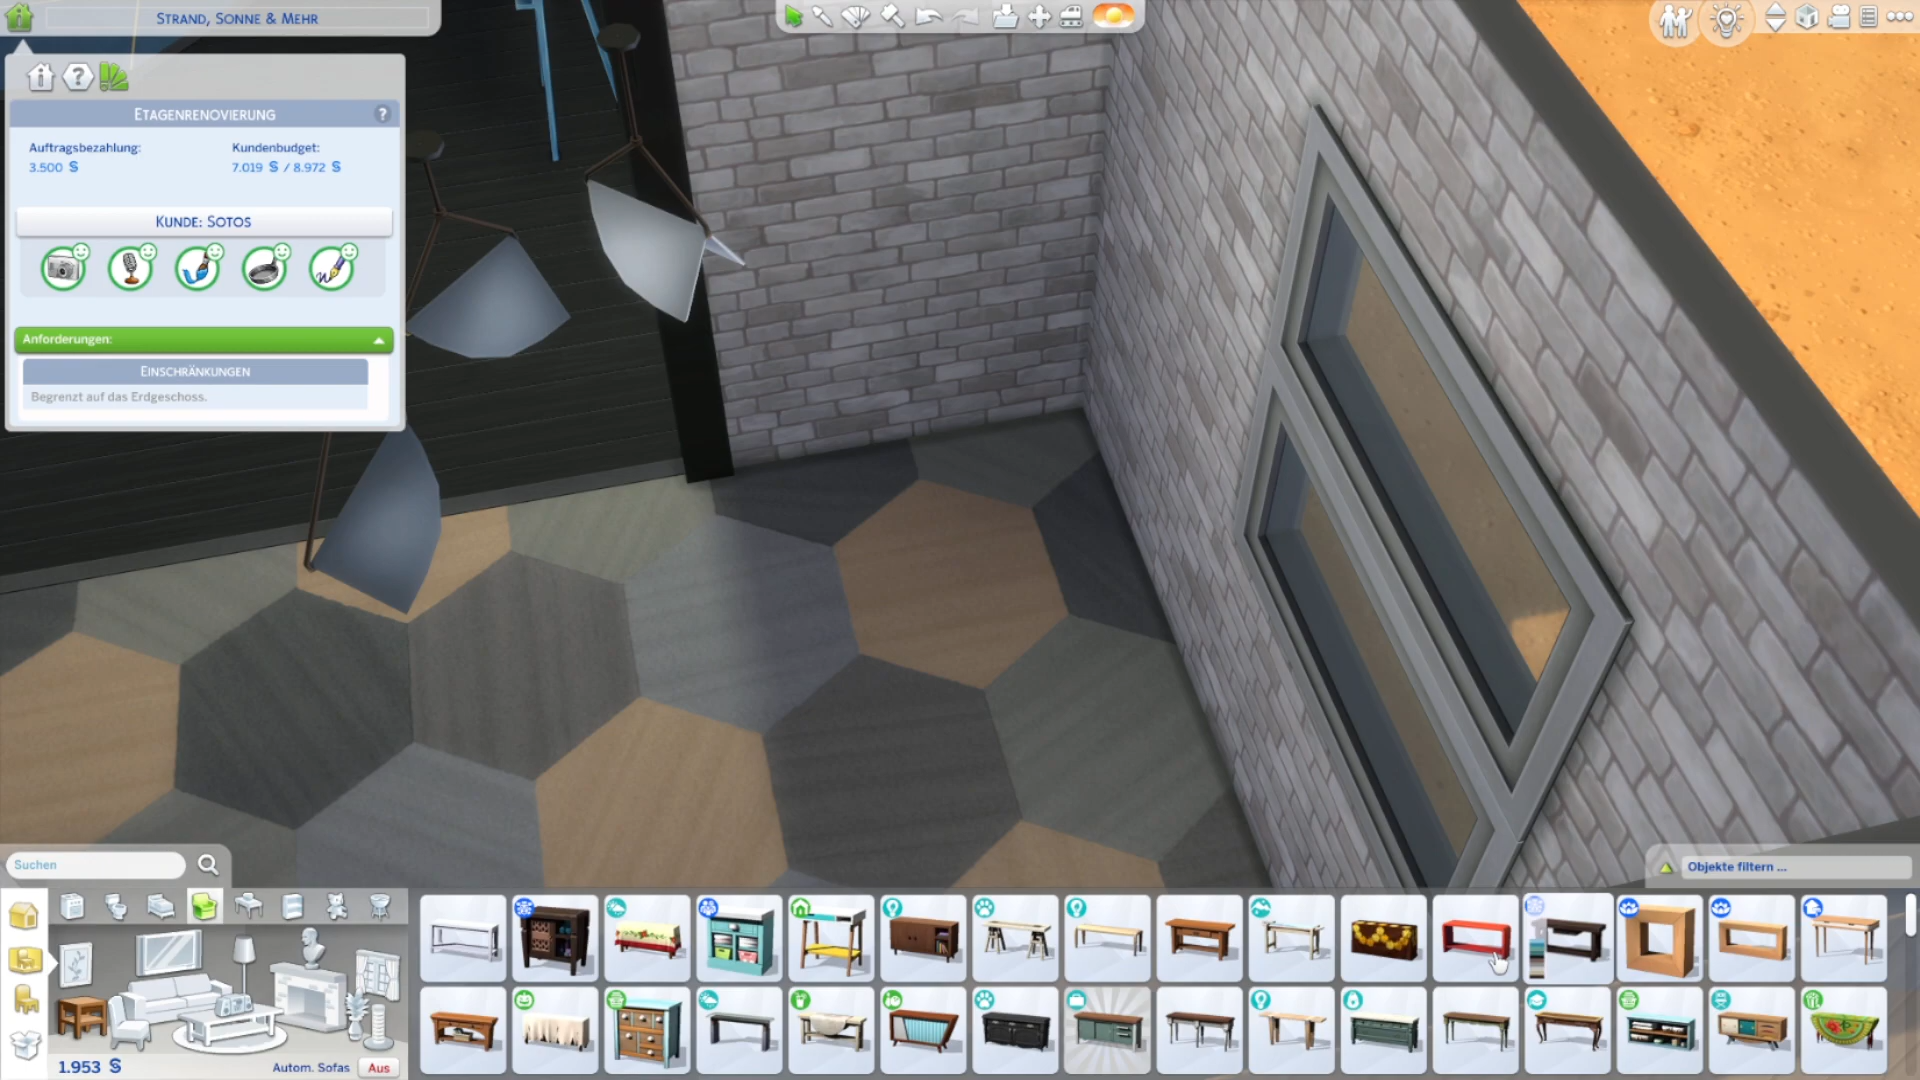 Strand, Sonne & Mehr
Etagenrenovierung
?
Auftragsbezahlung:
Kundenbudget:
3.500 S
7.019 S / 8.972 S
Kunde: Sotos
Anforderungen:
Einschränkungen
Begrenzt auf das Erdgeschoss.
Suchen
Objekte filtern ...
1.953 S
Autom. Sofas
Aus